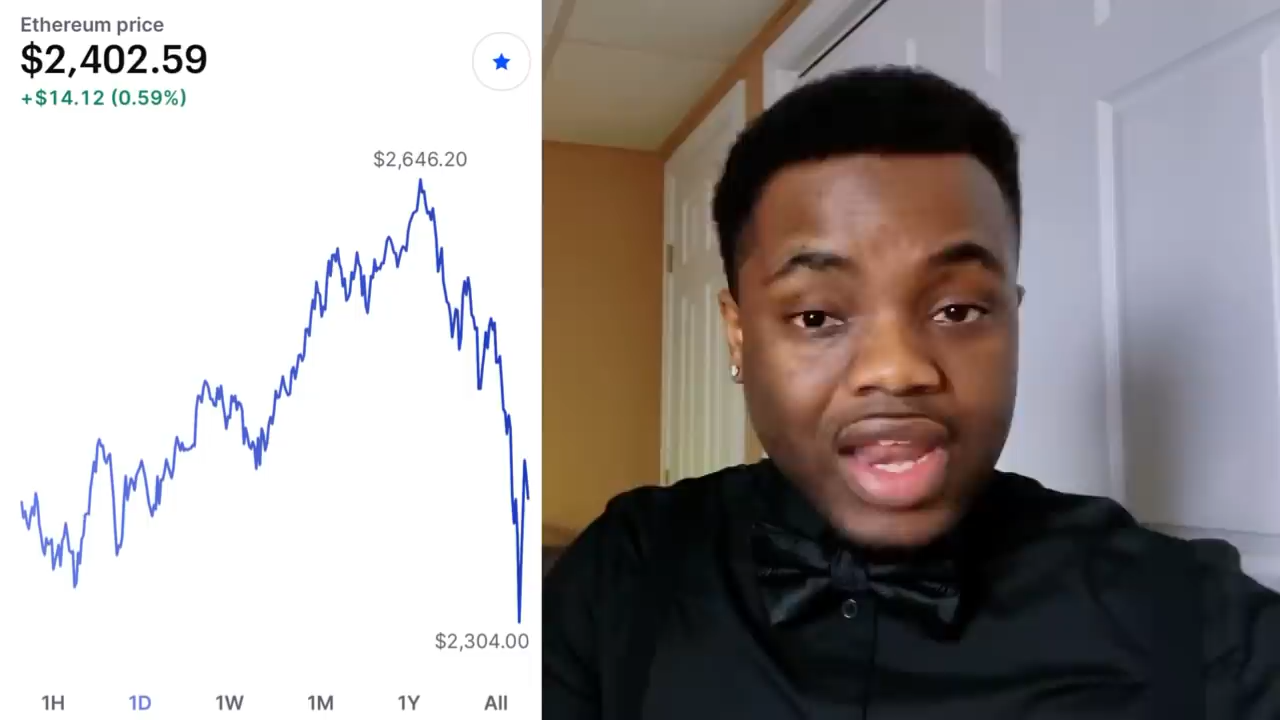 Ethereum price
$2,402.59
+$14.12 (0.59%)
$2,646.20
$2,304.00
1H 1D 1W 1M 1Y All